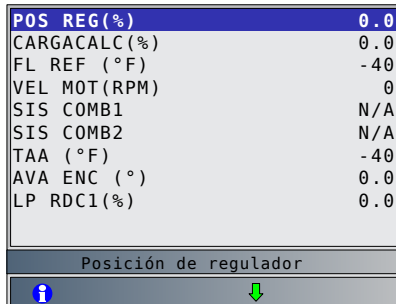 POS REG(%) 0.0
CARGACALC(%) 0.0
FL REF (°F) -40
VEL MOT(RPM) 0
SIS COMB1 N/A
SIS COMB2 N/A
TAA (°F) -40
AVA ENC (°) 0.0
LP RDC1(%) 0.0
Posición de regulador
i